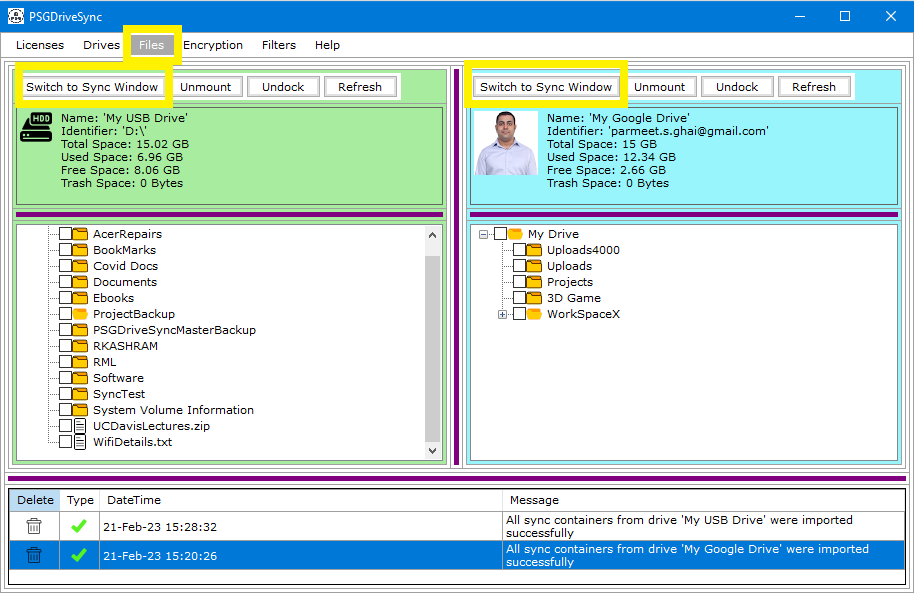 PSGDriveSync
Licenses Drives Files Encryption Filters Help
Switch to Sync Window Unmount Undock Refresh
HDD
Name: 'My USB Drive'
Identifier: 'D:\'
Total Space: 15.02 GB
Used Space: 6.96 GB
Free Space: 8.06 GB
Trash Space: 0 Bytes
AcerRepairs
BookMarks
Covid Docs
Documents
Ebooks
ProjectBackup
PSGDriveSyncMasterBackup
RKASHRAM
RML
Software
SyncTest
System Volume Information
UCDavisLectures.zip
WifiDetails.txt
Switch to Sync Window Unmount Undock Refresh
Name: 'My Google Drive'
Identifier: 'parmeet.s.ghai@gmail.com'
Total Space: 15 GB
Used Space: 12.34 GB
Free Space: 2.66 GB
Trash Space: 0 Bytes
My Drive
Uploads4000
Uploads
Projects
3D Game
WorkSpaceX
Delete Type DateTime Message
21-Feb-23 15:28:32 All sync containers from drive 'My USB Drive' were imported
successfully
21-Feb-23 15:20:26 All sync containers from drive 'My Google Drive' were imported
successfully